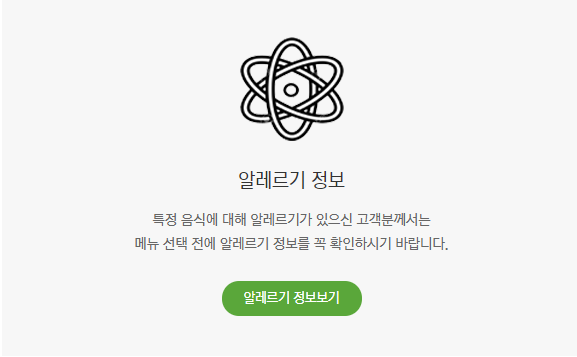 알레르기 정보
특정 음식에 대해 알레르기가 있으신 고객분께서는
메뉴 선택 전에 알레르기 정보를 꼭 확인하시기 바랍니다.
알레르기 정보보기